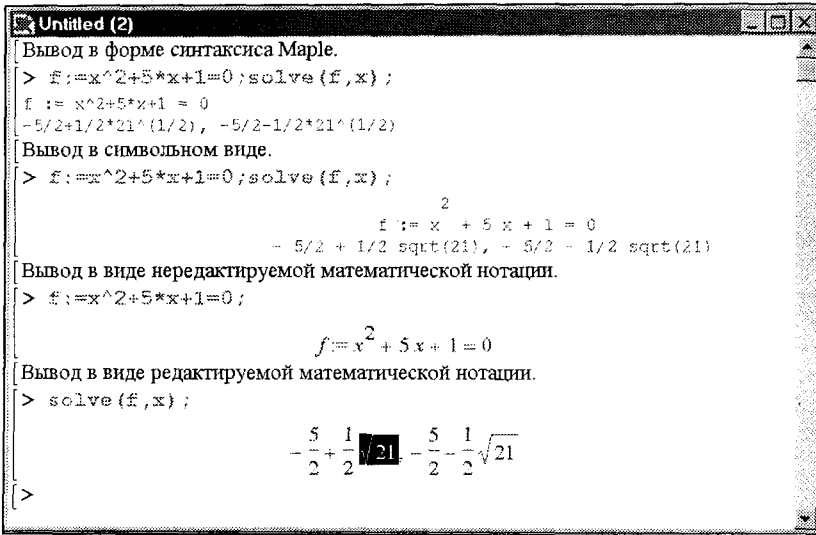 Untitled (2)
Вывод в форме синтаксиса Maple.
> f:=x^2+5*x+1=0;solve(f,x);
f := x^2+5*x+1 = 0
-5/2+1/2*21^(1/2), -5/2-1/2*21^(1/2)
Вывод в символьном виде.
> f:=x^2+5*x+1=0;solve(f,x);
2
f := x + 5 x + 1 = 0
- 5/2 + 1/2 sqrt(21), - 5/2 - 1/2 sqrt(21)
Вывод в виде нередактируемой математической нотации.
> f:=x^2+5*x+1=0;
f := x² + 5 x + 1 = 0
Вывод в виде редактируемой математической нотации.
> solve(f,x);
- 5/2 + 1/2 √21, - 5/2 - 1/2 √21
>